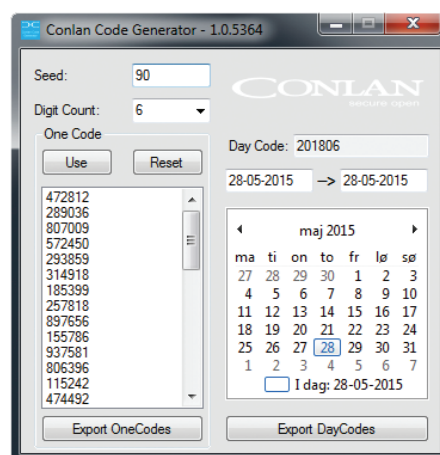 Conlan Code Generator - 1.0.5364
Seed: 90
Digit Count: 6
CONLAN
secure open
One Code
Use Reset
472812
289036
807009
572450
293859
314918
185399
257818
897656
155786
937581
806396
115242
474492
Export OneCodes
Day Code: 201806
28-05-2015 --> 28-05-2015
maj 2015
ma ti on to fr lø sø
27 28 29 30 1 2 3
4 5 6 7 8 9 10
11 12 13 14 15 16 17
18 19 20 21 22 23 24
25 26 27 28 29 30 31
1 2 3 4 5 6 7
I dag: 28-05-2015
Export DayCodes